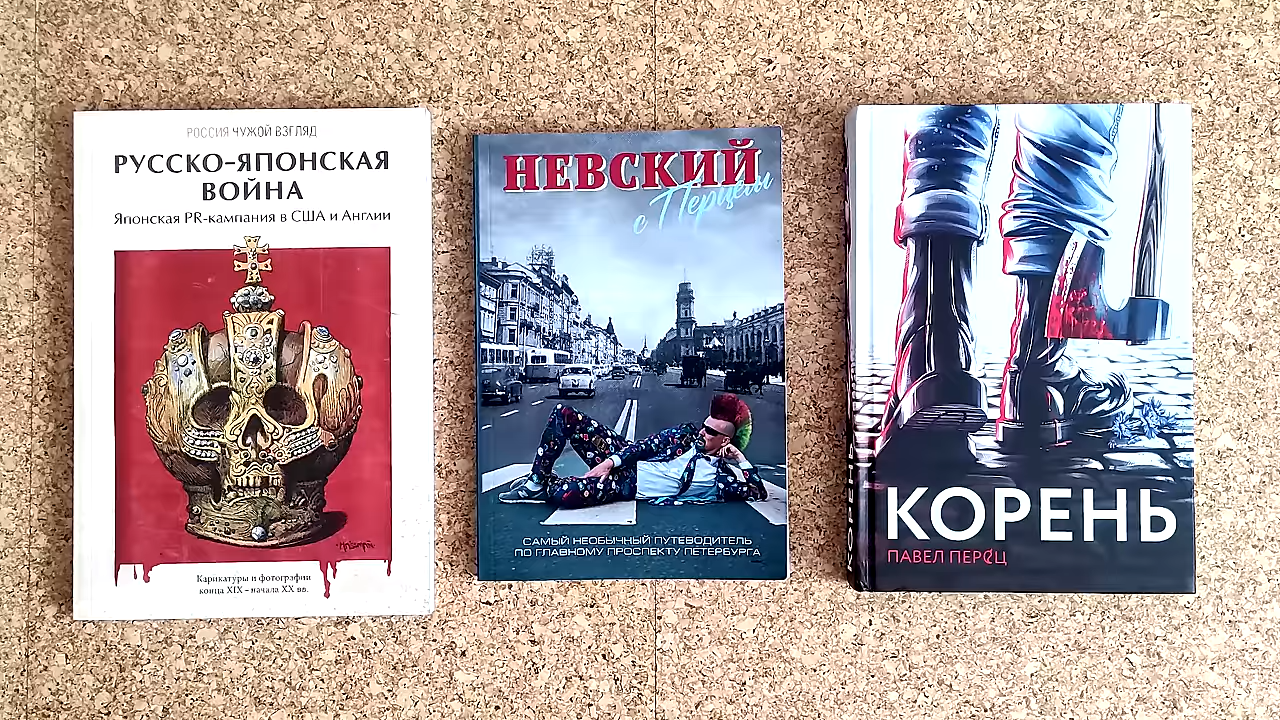 РОССИЯ ЧУЖОЙ ВЗГЛЯД
РУССКО-ЯПОНСКАЯ
ВОЙНА
Японская PR-кампания в США и Англии
Карикатуры и фотографии
конца XIX – начала XX вв.
НЕВСКИЙ
с Перцем
САМЫЙ НЕОБЫЧНЫЙ ПУТЕВОДИТЕЛЬ
ПО ГЛАВНОМУ ПРОСПЕКТУ ПЕТЕРБУРГА
КОРЕНЬ
ПАВЕЛ ПЕРЕЦ
КОРЕНЬ